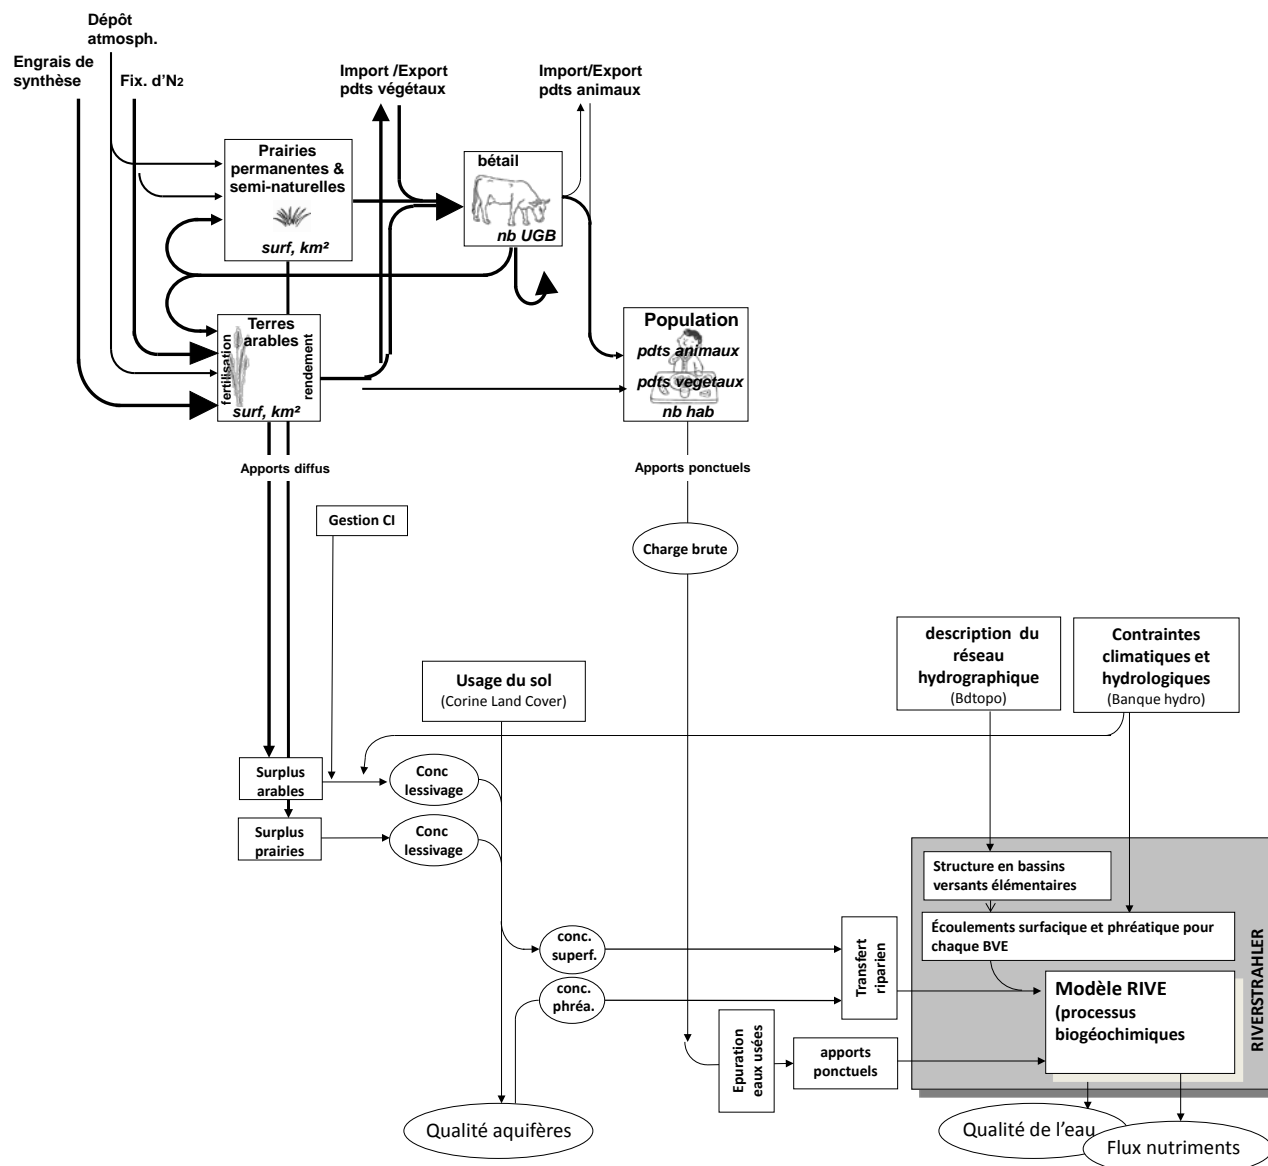 Dépôt
atmosph.
Engrais de
synthèse
Fix. d'N2
Import /Export
pdts végétaux
Import/Export
pdts animaux
Prairies
permanentes &
semi-naturelles
surf, km²
bétail
nb UGB
Terres
arables
fertilisation
rendement
surf, km²
Population
pdts animaux
pdts vegetaux
nb hab
Apports diffus
Apports ponctuels
Gestion CI
Charge brute
description du
réseau
hydrographique
(Bdtopo)
Contraintes
climatiques et
hydrologiques
(Banque hydro)
Usage du sol
(Corine Land Cover)
Surplus
arables
Conc
lessivage
Surplus
prairies
Conc
lessivage
Structure en bassins
versants élémentaires
Écoulements surfacique et phréatique pour
chaque BVE
conc.
superf.
conc.
phréa.
Transfert
riparien
Modèle RIVE
(processus
biogéochimiques
RIVERSTRAHLER
Epuration
eaux usées
apports
ponctuels
Qualité aquifères
Qualité de l'eau
Flux nutriments